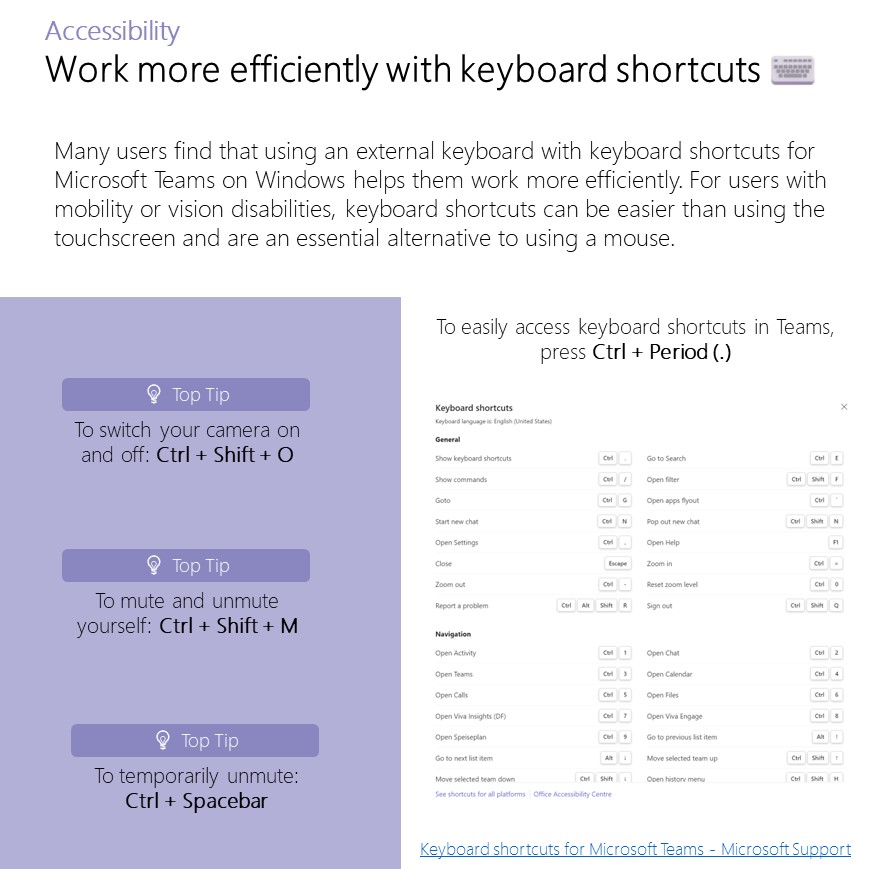 Accessibility
Work more efficiently with keyboard shortcuts
Many users find that using an external keyboard with keyboard shortcuts for
Microsoft Teams on Windows helps them work more efficiently. For users with
mobility or vision disabilities, keyboard shortcuts can be easier than using the
touchscreen and are an essential alternative to using a mouse.
Top Tip
To switch your camera on
and off: Ctrl + Shift + O
Top Tip
To mute and unmute
yourself: Ctrl + Shift + M
Top Tip
To temporarily unmute:
Ctrl + Spacebar
To easily access keyboard shortcuts in Teams,
press Ctrl + Period (.)
Keyboard shortcuts
Keyboard language is: English (United States)
General
Show keyboard shortcuts Ctrl . Go to Search Ctrl E
Show commands Ctrl / Open filter Ctrl Shift F
Goto Ctrl G Open apps flyout Ctrl `
Start new chat Ctrl N Pop out new chat Ctrl Shift N
Open Settings Ctrl , Open Help F1
Close Escape Zoom in Ctrl =
Zoom out Ctrl - Reset zoom level Ctrl 0
Report a problem Ctrl Alt Shift R Sign out Ctrl Shift Q
Navigation
Open Activity Ctrl 1 Open Chat Ctrl 2
Open Teams Ctrl 3 Open Calendar Ctrl 4
Open Calls Ctrl 5 Open Files Ctrl 6
Open Viva Insights (DF) Ctrl 7 Open Viva Engage Ctrl 8
Open Speiseplan Ctrl 9 Go to previous list item Alt ↑
Go to next list item Alt ↓ Move selected team up Ctrl Shift ↑
Move selected team down Ctrl Shift ↓ Open history menu Ctrl Shift H
See shortcuts for all platforms Office Accessibility Centre
Keyboard shortcuts for Microsoft Teams - Microsoft Support